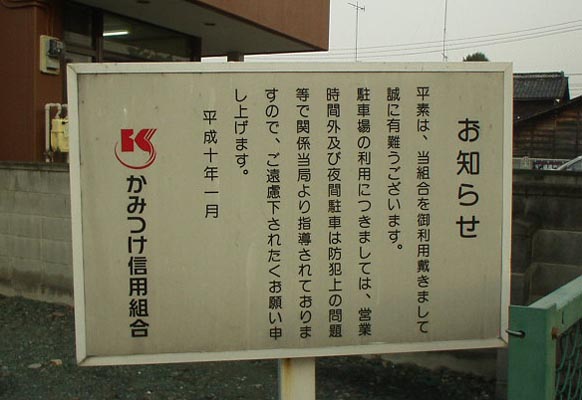 お知らせ
平素は、当組合を御利用戴きまして
誠に有難うございます。
駐車場の利用につきましては、営業
時間外及び夜間駐車は防犯上の問題
等で関係当局より指導されておりま
すので、ご遠慮下されたくお願い申
し上げます。
平成十年一月
かみつけ信用組合